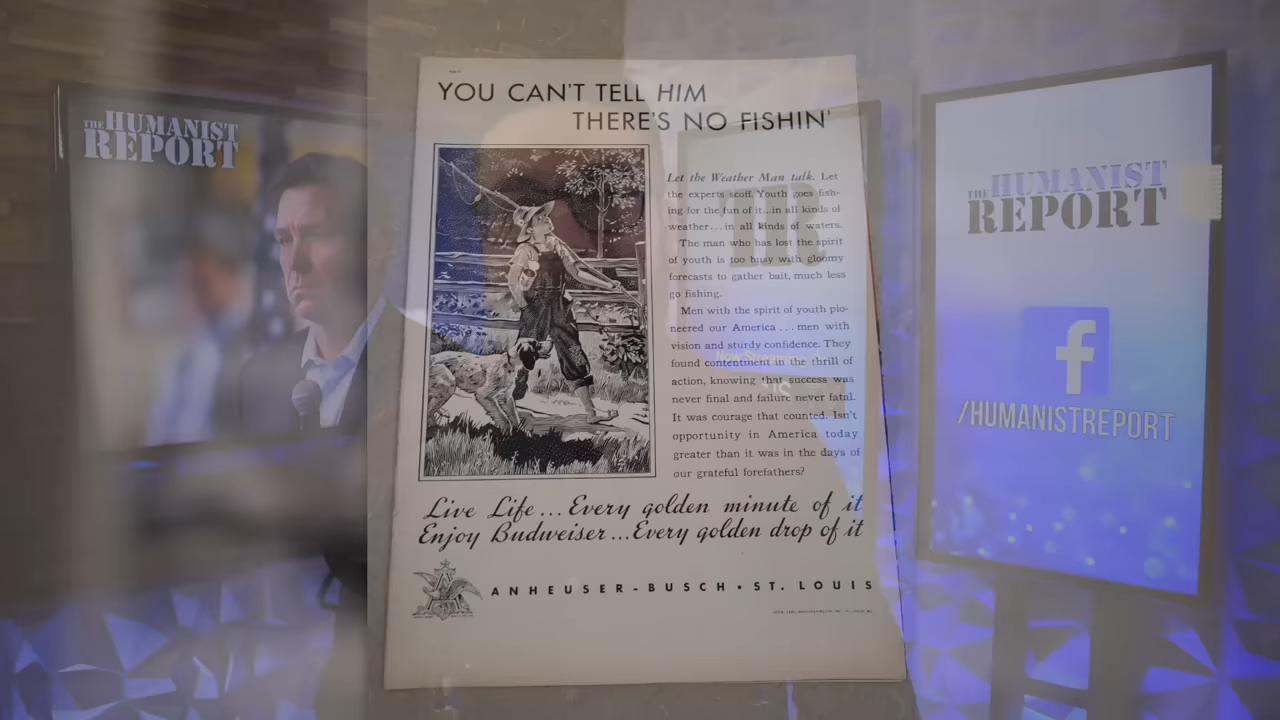 THE HUMANIST
REPORT
YOU CAN'T TELL HIM
THERE'S NO FISHIN'
Let the Weather Man talk. Let
the experts scoff. Youth goes fish-
ing for the fun of it...in all kinds of
weather...in all kinds of waters.
The man who has lost the spirit
of youth is too busy with gloomy
forecasts to gather bait, much less
go fishing.
Men with the spirit of youth pio-
neered our America...men with
vision and sturdy confidence. They
found contentment in the thrill of
action, knowing that success was
never final and failure never fatal.
It was courage that counted. Isn't
opportunity in America today
greater than it was in the days of
our grateful forefathers?
Live Life...Every golden minute of it
Enjoy Budweiser...Every golden drop of it
ANHEUSER-BUSCH • ST. LOUIS
THE HUMANIST
REPORT
f
/HUMANISTREPORT